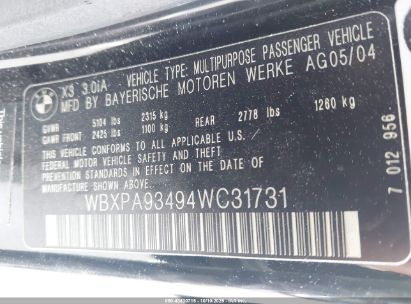 BMW
X3 3.0iA VEHICLE TYPE: MULTIPURPOSE PASSENGER VEHICLE
MFD BY BAYERISCHE MOTOREN WERKE AG05/04
GVWR 5104 lbs 2315 kg
GAWR FRONT 2425 lbs 1100 kg REAR 2778 lbs 1260 kg
THIS VEHICLE CONFORMS TO ALL APPLICABLE FEDERAL MOTOR
VEHICLE SAFETY AND THEFT PREVENTION
STANDARDS IN EFFECT ON THE DATE OF
MANUFACTURE SHOWN ABOVE.
WBXPA93494WC31731
7 012 956